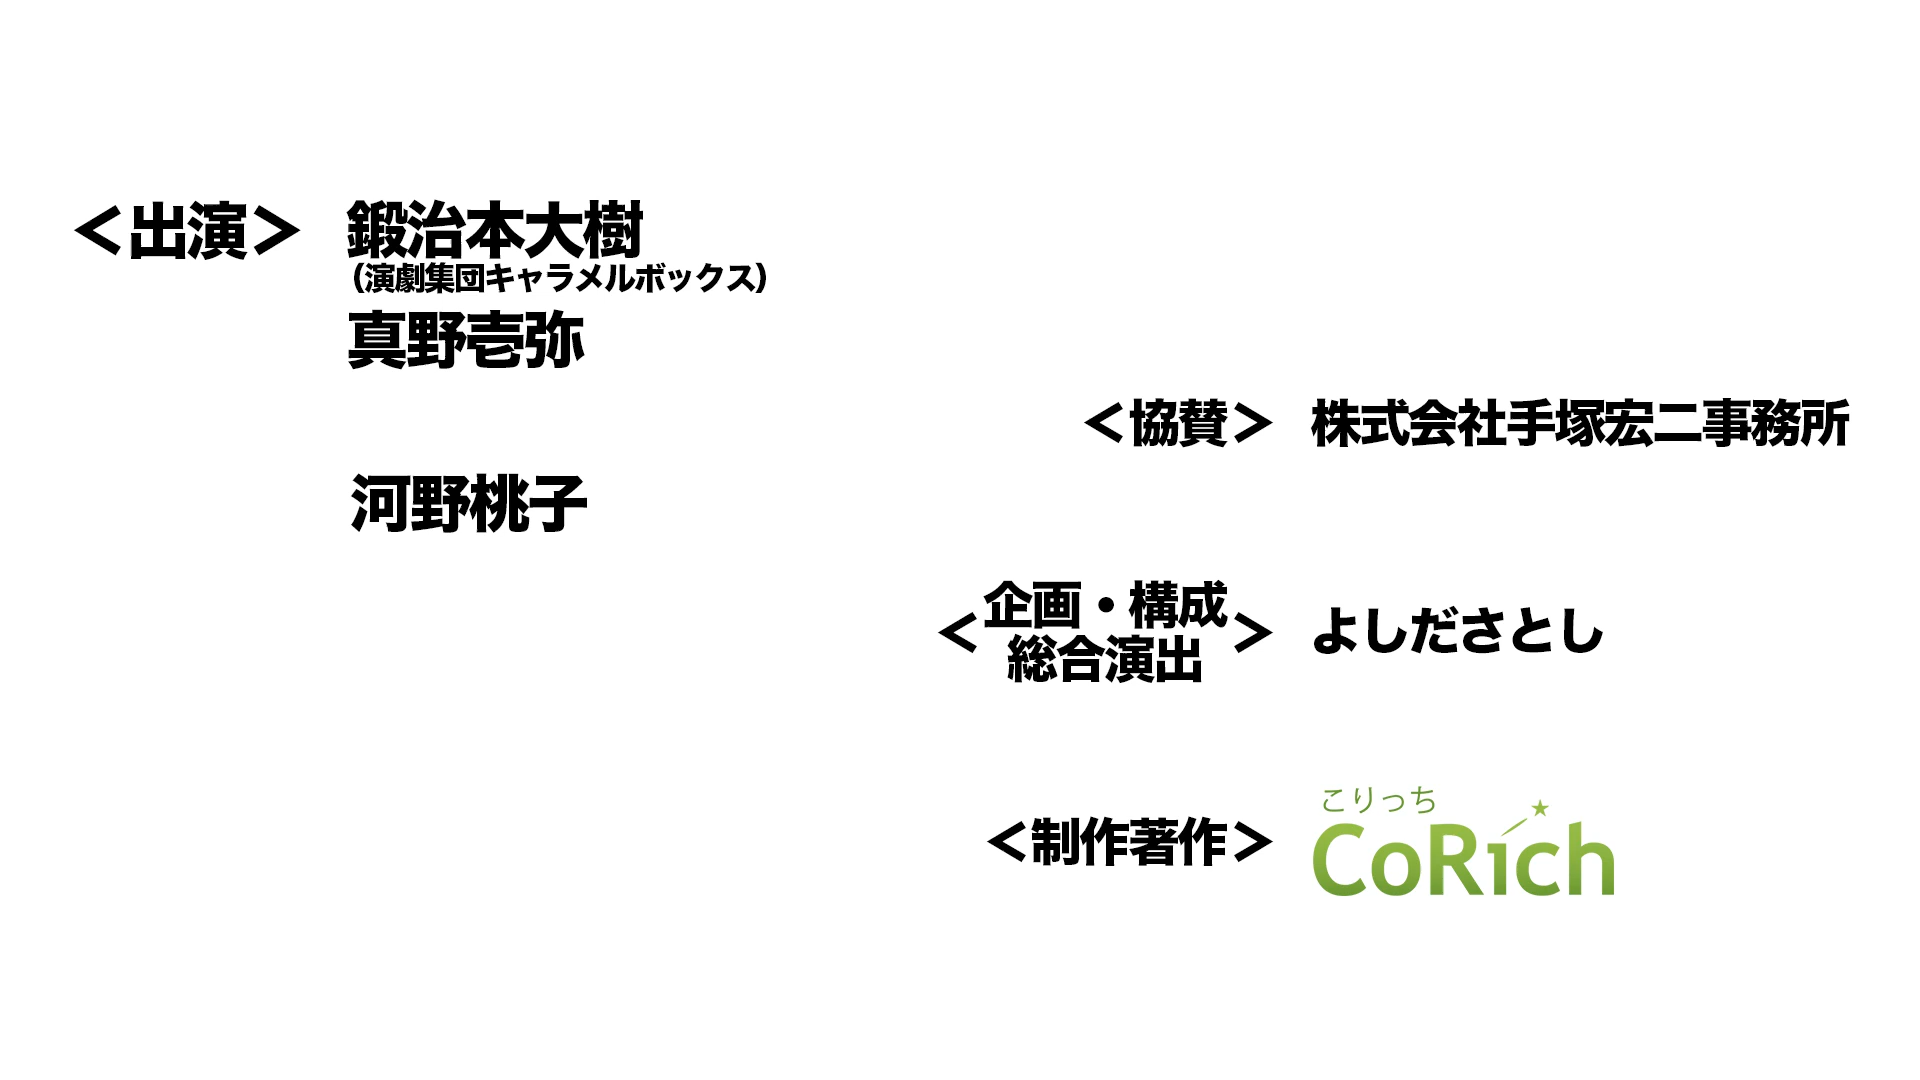 ＜出演＞ 鍛治本大樹
（演劇集団キャラメルボックス）
真野壱弥
河野桃子
＜協賛＞ 株式会社手塚宏二事務所
＜企画・構成
総合演出＞ よしださとし
＜制作著作＞
こりっち
CoRich